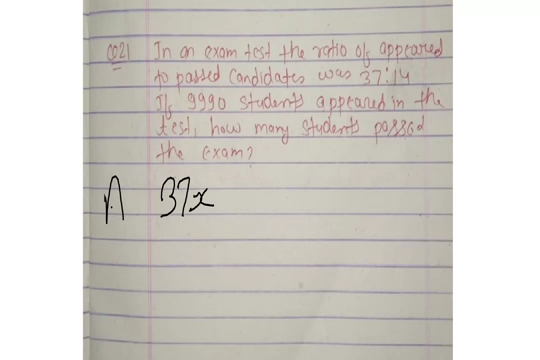 Q21 In an exam test the ratio of appeared
to passed candidates was 37:14
If 9990 students appeared in the
test, how many students passed
the exam?
A 37x